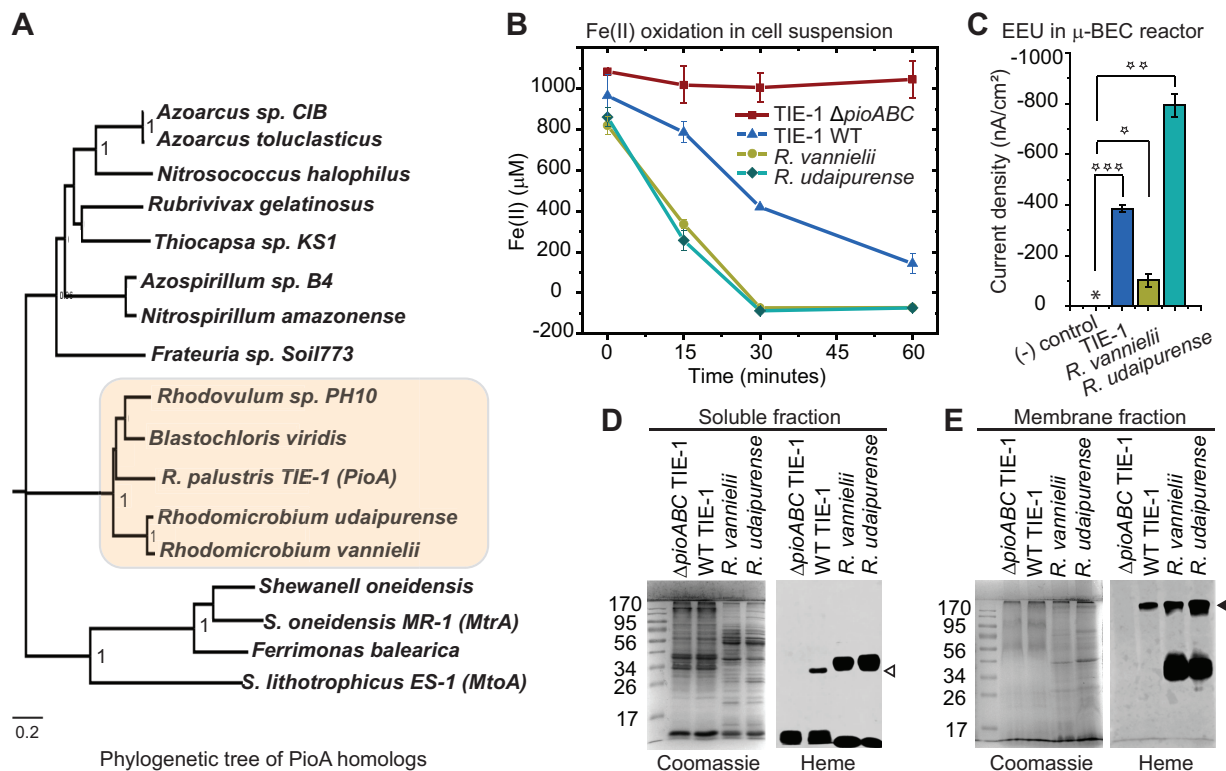 A
Azoarcus sp. CIB
1
Azoarcus toluclasticus
1
Nitrosococcus halophilus
Rubrivivax gelatinosus
Thiocapsa sp. KS1
Azospirillum sp. B4
Nitrospirillum amazonense
Frateuria sp. Soil773
Rhodovulum sp. PH10
Blastochloris viridis
R. palustris TIE-1 (PioA)
1
Rhodomicrobium udaipurense
1
Rhodomicrobium vannielii
Shewanell oneidensis
1
S. oneidensis MR-1 (MtrA)
Ferrimonas balearica
1
S. lithotrophicus ES-1 (MtoA)
0.2
Phylogenetic tree of PioA homologs
B
Fe(II) oxidation in cell suspension
Fe(II) (µM)
1000
800
600
400
200
0
-200
TIE-1 ΔpioABC
TIE-1 WT
R. vannielii
R. udaipurense
0 15 30 45 60
Time (minutes)
C
EEU in µ-BEC reactor
Current density (nA/cm²)
-1000
-800
-600
-400
-200
0
☆☆
☆
☆☆☆
*
(-) control
TIE-1
R. vannielii
R. udaipurense
D
Soluble fraction
ΔpioABC TIE-1
WT TIE-1
R. vannielii
R. udaipurense
ΔpioABC TIE-1
WT TIE-1
R. vannielii
R. udaipurense
170
95
56
34
26
17
Coomassie
Heme
E
Membrane fraction
ΔpioABC TIE-1
WT TIE-1
R. vannielii
R. udaipurense
ΔpioABC TIE-1
WT TIE-1
R. vannielii
R. udaipurense
170
95
56
34
26
17
Coomassie
Heme